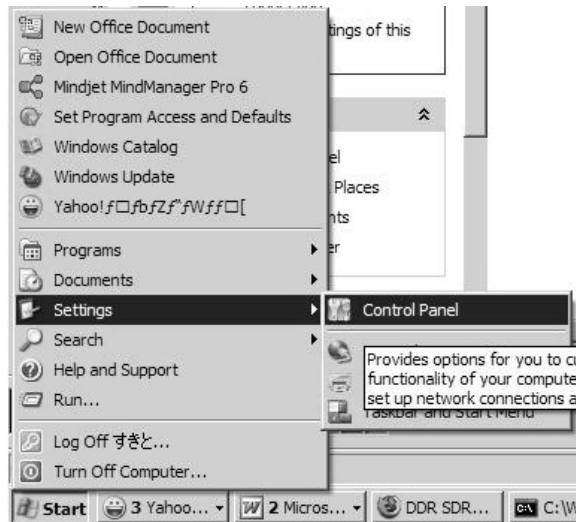 New Office Document
tings of this
Open Office Document
Mindjet MindManager Pro 6
Set Program Access and Defaults
Windows Catalog
el
Windows Update
Places
Yahoo!ƒ□ƒbƒZƒ"ƒWƒƒ□[
nts
Programs
er
Documents
Settings
Control Panel
Search
Help and Support
Provides options for you to cu
functionality of your compute
Run...
set up network connections a
Taskbar and Start Menu
Log Off すきと...
Turn Off Computer...
Start
3 Yahoo...
2 Micros...
DDR SDR...
C:\W